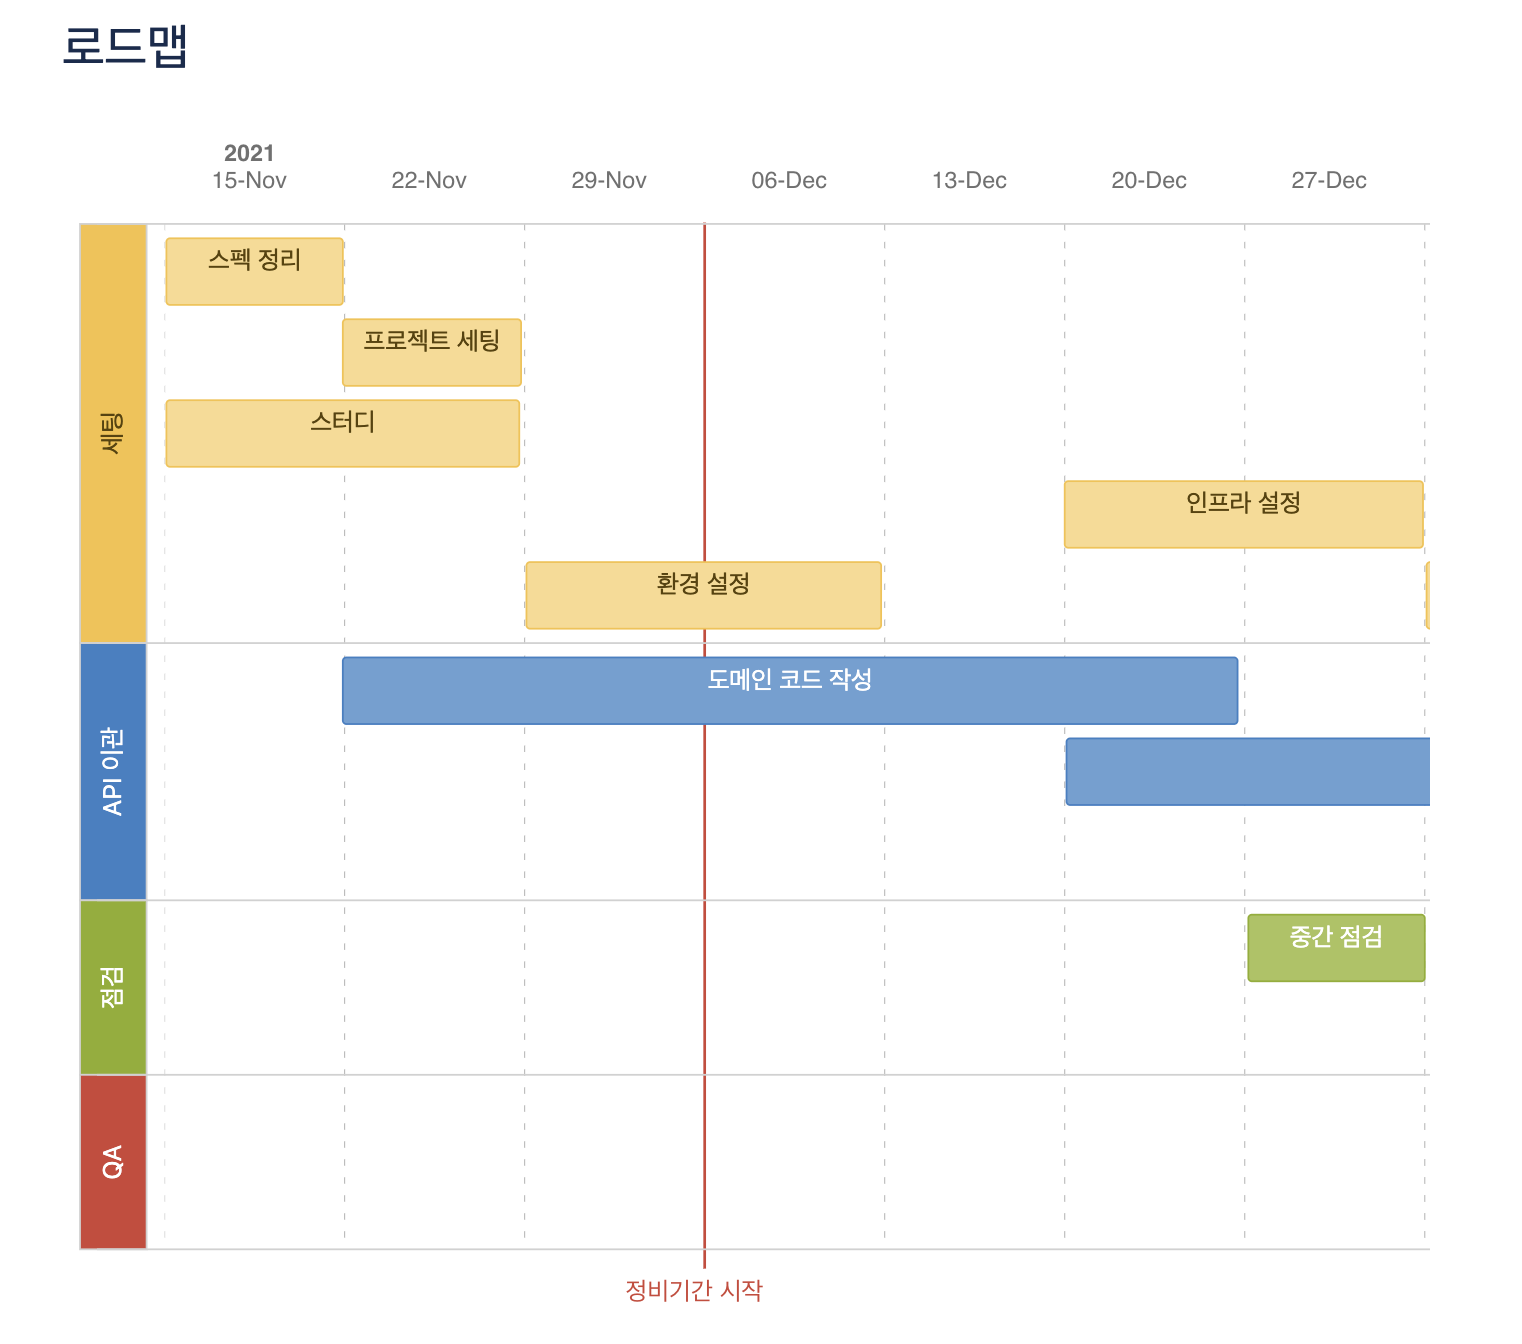 로드맵
2021
15-Nov 22-Nov 29-Nov 06-Dec 13-Dec 20-Dec 27-Dec
세팅
스펙 정리
프로젝트 세팅
스터디
인프라 설정
환경 설정
API 이관
도메인 코드 작성
점검
중간 점검
QA
정비기간 시작